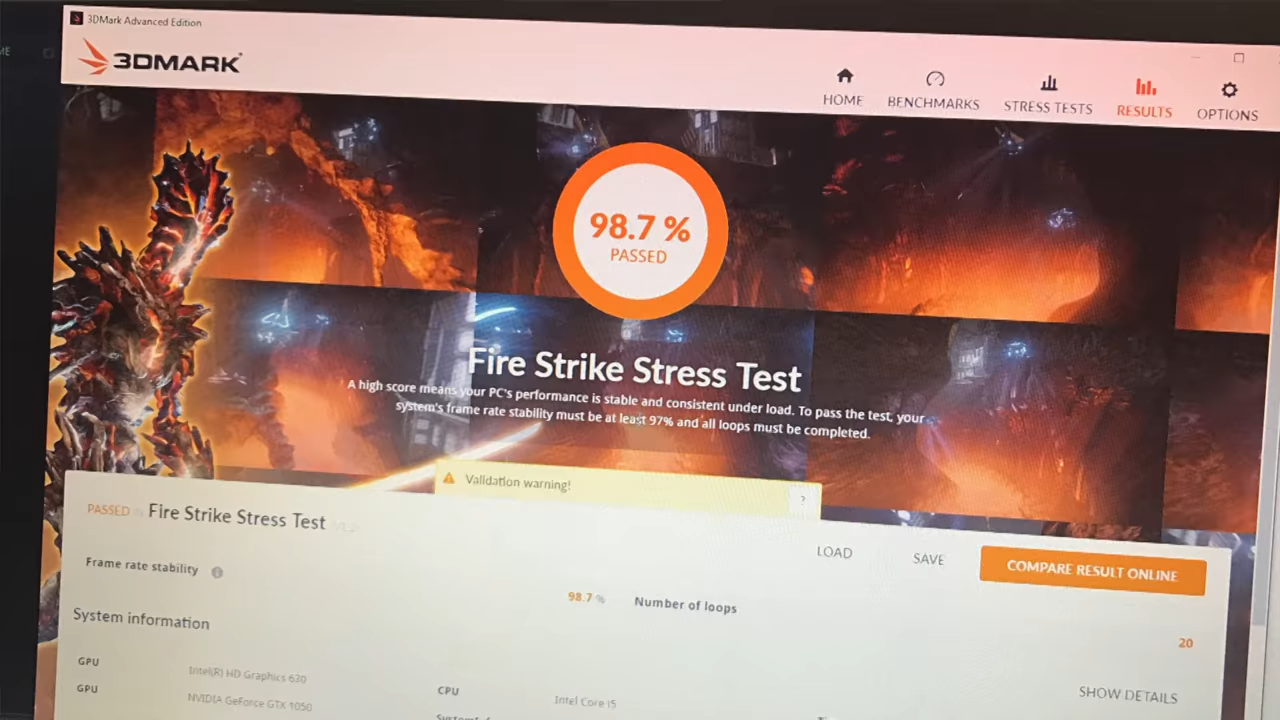 3DMark Advanced Edition
3DMARK
HOME
BENCHMARKS
STRESS TESTS
RESULTS
OPTIONS
98.7 %
PASSED
Fire Strike Stress Test
A high score means your PC's performance is stable and consistent under load. To pass the test, your
system's frame rate stability must be at least 97% and all loops must be completed.
Validation warning!
?
PASSED
Fire Strike Stress Test
LOAD
SAVE
COMPARE RESULT ONLINE
Frame rate stability
98.7 %
Number of loops
20
System information
GPU
Intel(R) HD Graphics 630
GPU
NVIDIA GeForce GTX 1050
CPU
Intel Core i5
SHOW DETAILS